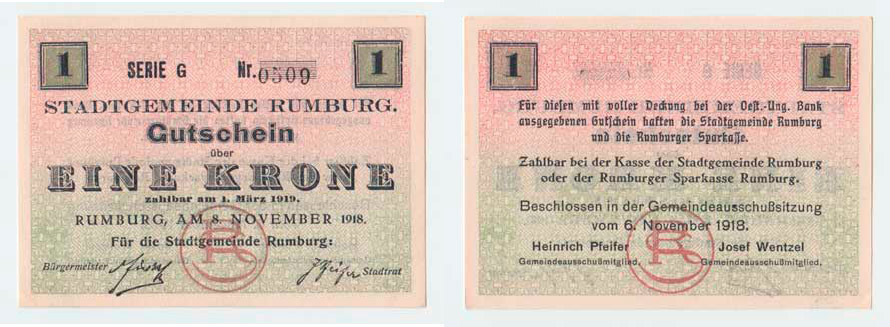 1 SERIE G Nr. 0509 1
STADTGEMEINDE RUMBURG.
Gutschein
über
EINE KRONE
zahlbar am 1. März 1919.
RUMBURG, AM 8. NOVEMBER 1918.
Für die Stadtgemeinde Rumburg:
Bürgermeister Stadtrat
1 1
Für diesen mit voller Deckung bei der Oest.-Ung. Bank
ausgegebenen Gutschein haften die Stadtgemeinde Rumburg
und die Rumburger Sparkasse.
Zahlbar bei der Kasse der Stadtgemeinde Rumburg
oder der Rumburger Sparkasse Rumburg.
Beschlossen in der Gemeindeausschußsitzung
vom 6. November 1918.
Heinrich Pfeifer Josef Wentzel
Gemeindeausschußmitglied. Gemeindeausschußmitglied.